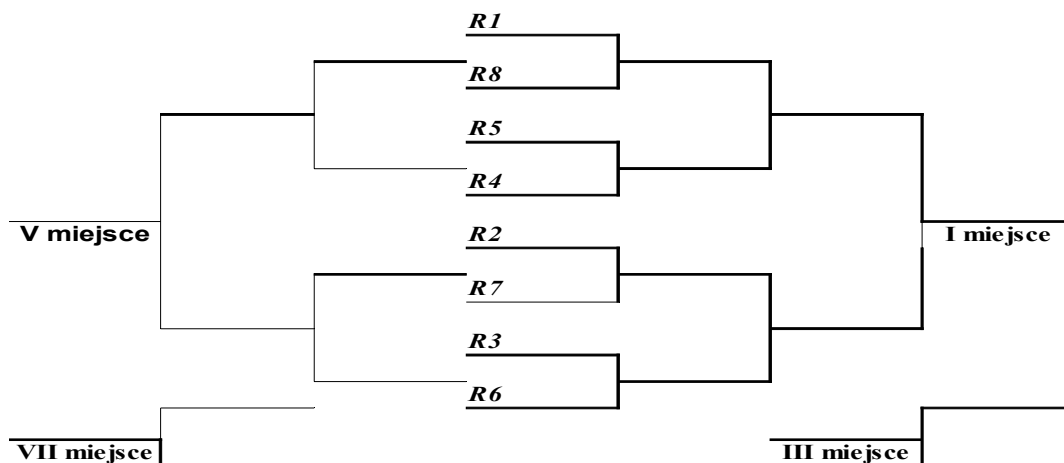 R1
R8
R5
R4
V miejsce
R2
I miejsce
R7
R3
R6
VII miejsce
III miejsce